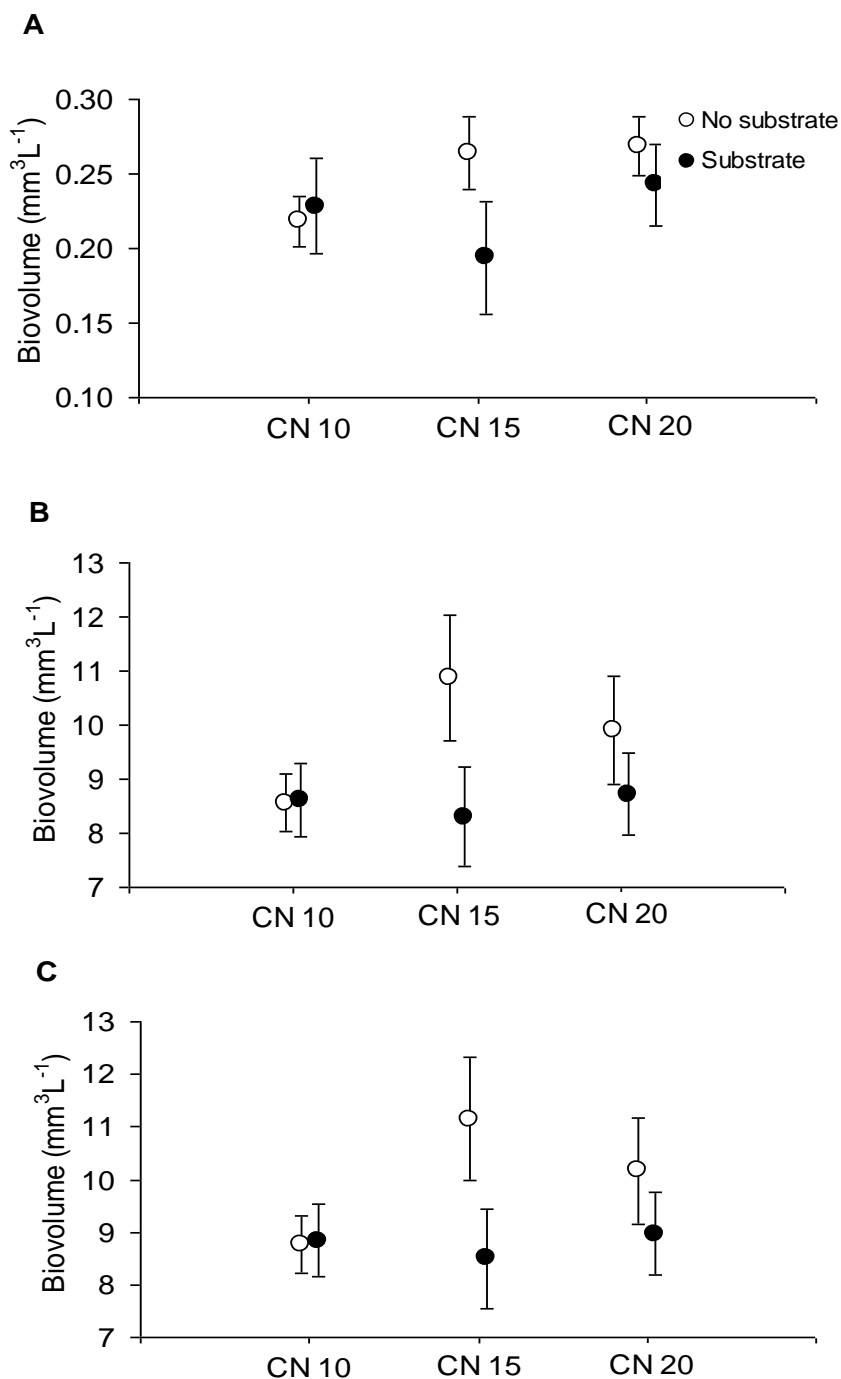 A
Biovolume (mm³L⁻¹)
0.30
0.25
0.20
0.15
0.10
No substrate
Substrate
CN 10
CN 15
CN 20
B
Biovolume (mm³L⁻¹)
13
12
11
10
9
8
7
CN 10
CN 15
CN 20
C
Biovolume (mm³L⁻¹)
13
12
11
10
9
8
7
CN 10
CN 15
CN 20